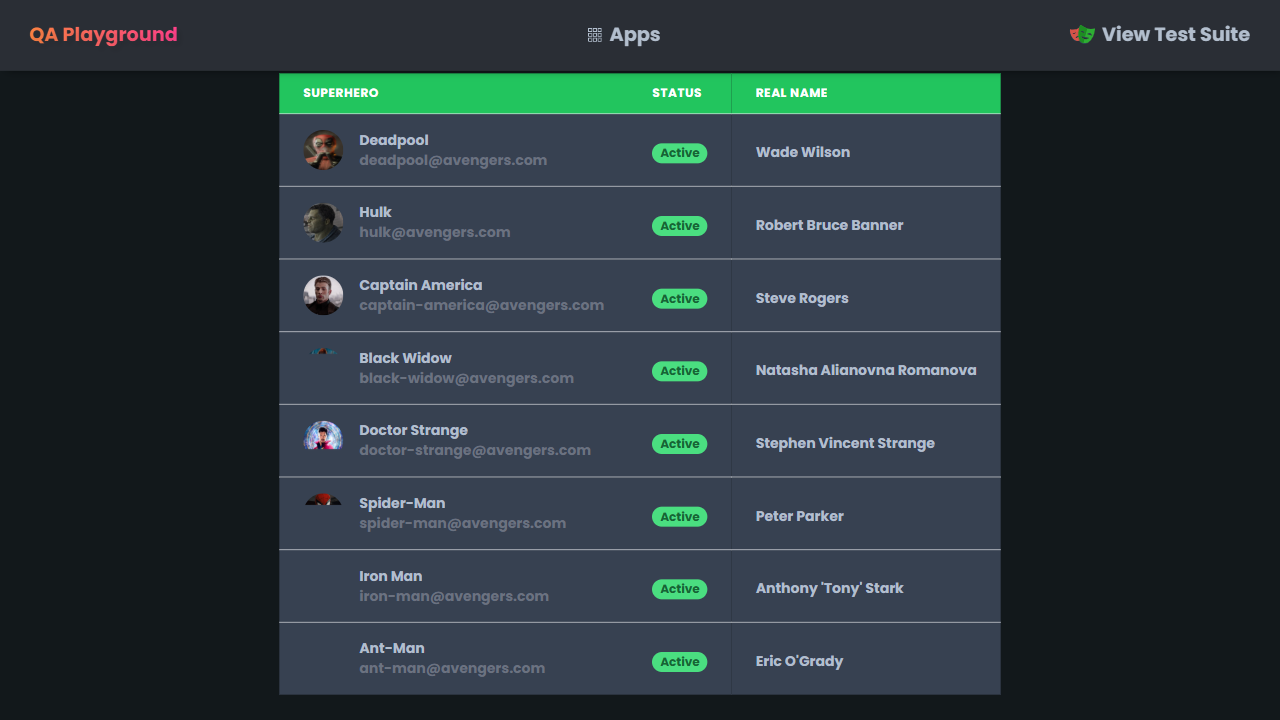 QA Playground
Apps
View Test Suite
SUPERHERO STATUS REAL NAME
Deadpool
deadpool@avengers.com
Active
Wade Wilson
Hulk
hulk@avengers.com
Active
Robert Bruce Banner
Captain America
captain-america@avengers.com
Active
Steve Rogers
Black Widow
black-widow@avengers.com
Active
Natasha Alianovna Romanova
Doctor Strange
doctor-strange@avengers.com
Active
Stephen Vincent Strange
Spider-Man
spider-man@avengers.com
Active
Peter Parker
Iron Man
iron-man@avengers.com
Active
Anthony 'Tony' Stark
Ant-Man
ant-man@avengers.com
Active
Eric O'Grady